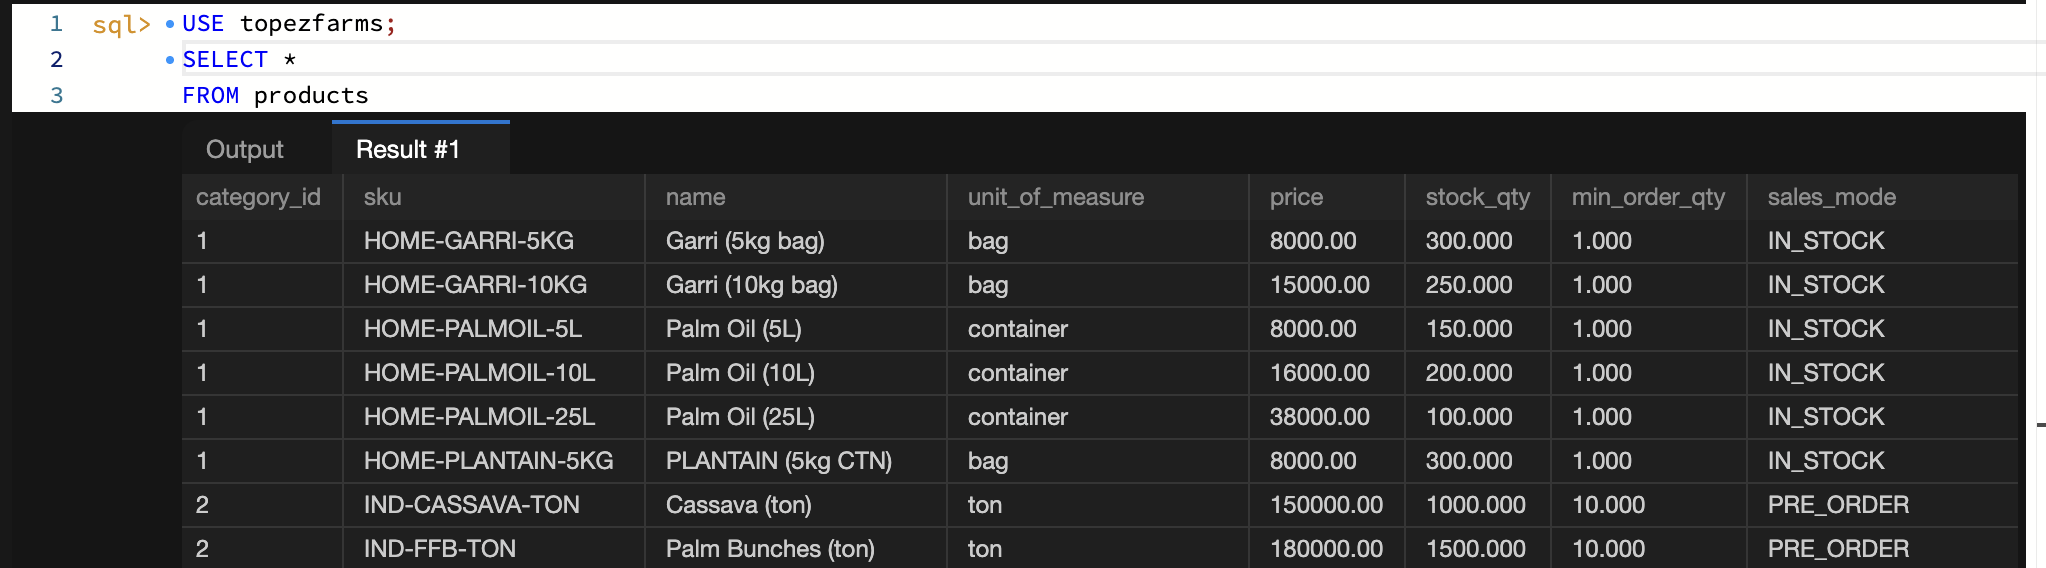 1 sql> USE topezfarms;
2 SELECT *
3 FROM products
Output Result #1
category_id sku name unit_of_measure price stock_qty min_order_qty sales_mode
1 HOME-GARRI-5KG Garri (5kg bag) bag 8000.00 300.000 1.000 IN_STOCK
1 HOME-GARRI-10KG Garri (10kg bag) bag 15000.00 250.000 1.000 IN_STOCK
1 HOME-PALMOIL-5L Palm Oil (5L) container 8000.00 150.000 1.000 IN_STOCK
1 HOME-PALMOIL-10L Palm Oil (10L) container 16000.00 200.000 1.000 IN_STOCK
1 HOME-PALMOIL-25L Palm Oil (25L) container 38000.00 100.000 1.000 IN_STOCK
1 HOME-PLANTAIN-5KG PLANTAIN (5kg CTN) bag 8000.00 300.000 1.000 IN_STOCK
2 IND-CASSAVA-TON Cassava (ton) ton 150000.00 1000.000 10.000 PRE_ORDER
2 IND-FFB-TON Palm Bunches (ton) ton 180000.00 1500.000 10.000 PRE_ORDER